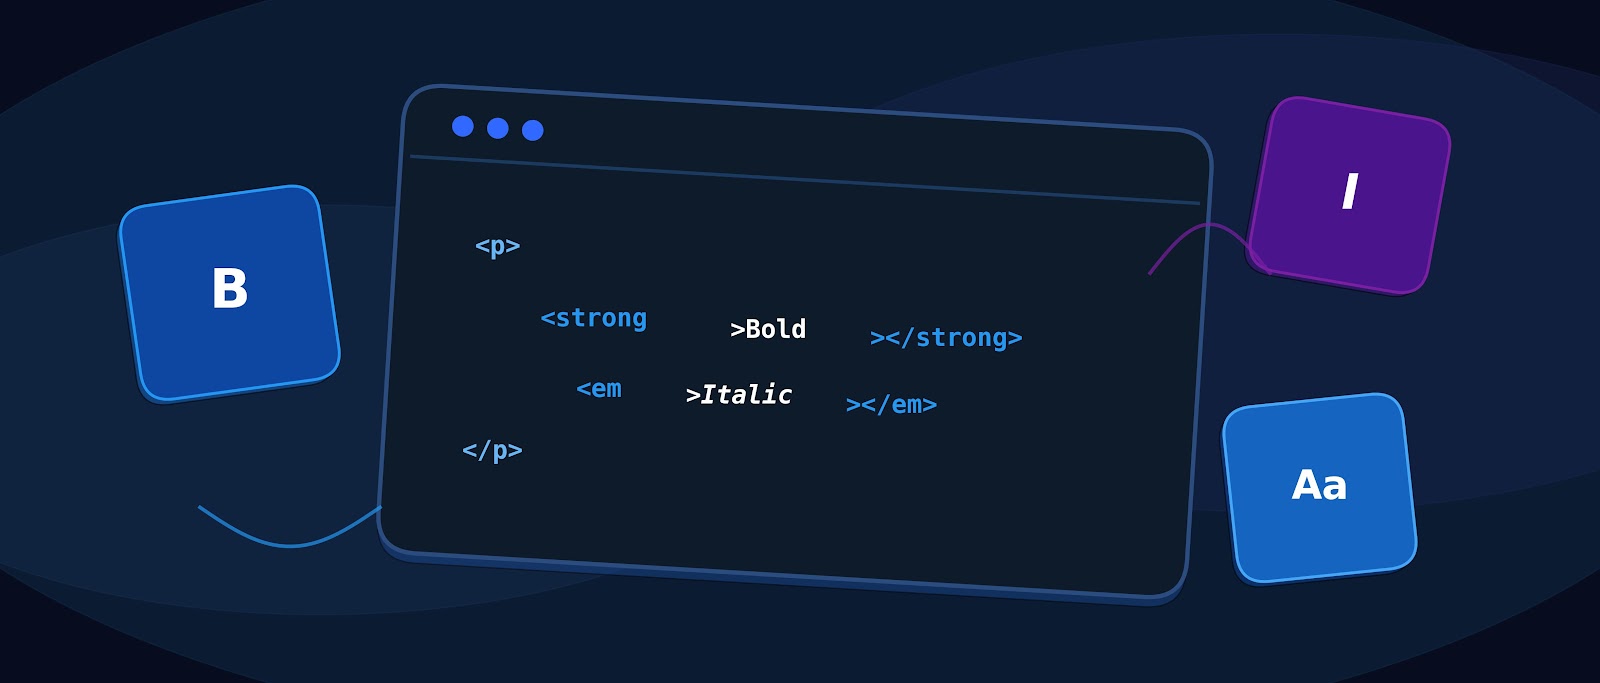 B
<p>
<strong >Bold ></strong>
<em >Italic ></em>
</p>
I
Aa